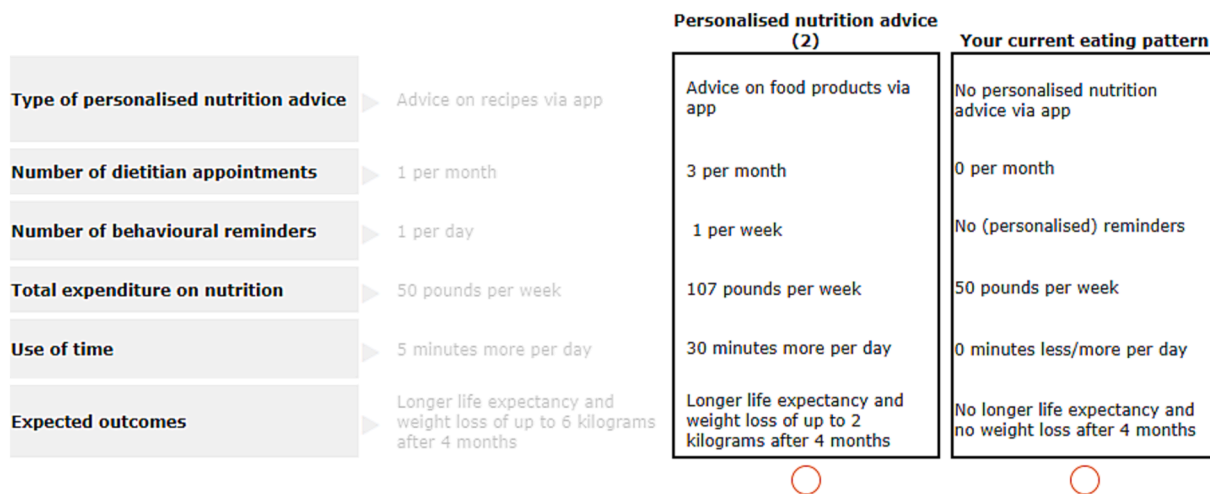 Personalised nutrition advice
(2)
Your current eating pattern
Type of personalised nutrition advice
Advice on recipes via app
Advice on food products via
app
No personalised nutrition
advice via app
Number of dietitian appointments
1 per month
3 per month
0 per month
Number of behavioural reminders
1 per day
1 per week
No (personalised) reminders
Total expenditure on nutrition
50 pounds per week
107 pounds per week
50 pounds per week
Use of time
5 minutes more per day
30 minutes more per day
0 minutes less/more per day
Expected outcomes
Longer life expectancy and
weight loss of up to 6 kilograms
after 4 months
Longer life expectancy and
weight loss of up to 2
kilograms after 4 months
No longer life expectancy and
no weight loss after 4 months